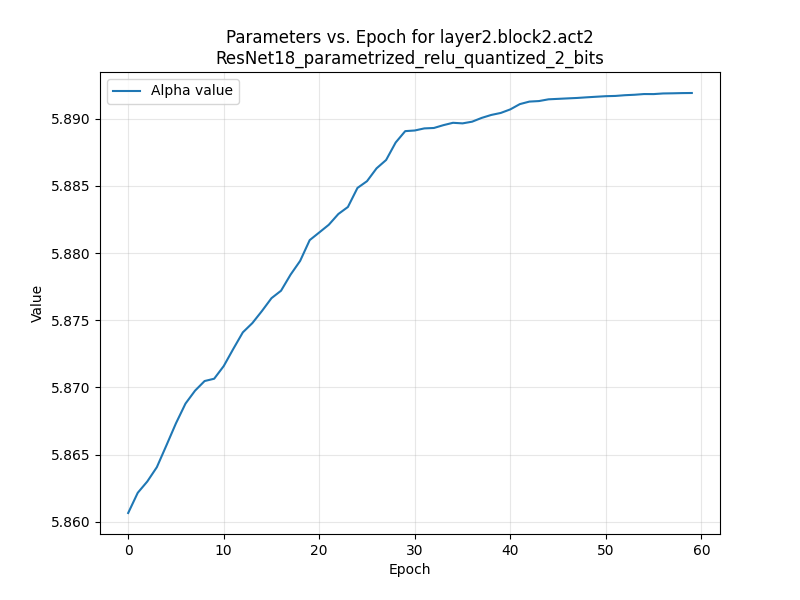 Parameters vs. Epoch for layer2.block2.act2
ResNet18_parametrized_relu_quantized_2_bits
Alpha value
5.890
5.885
5.880
5.875
5.870
5.865
5.860
Value
0 10 20 30 40 50 60
Epoch